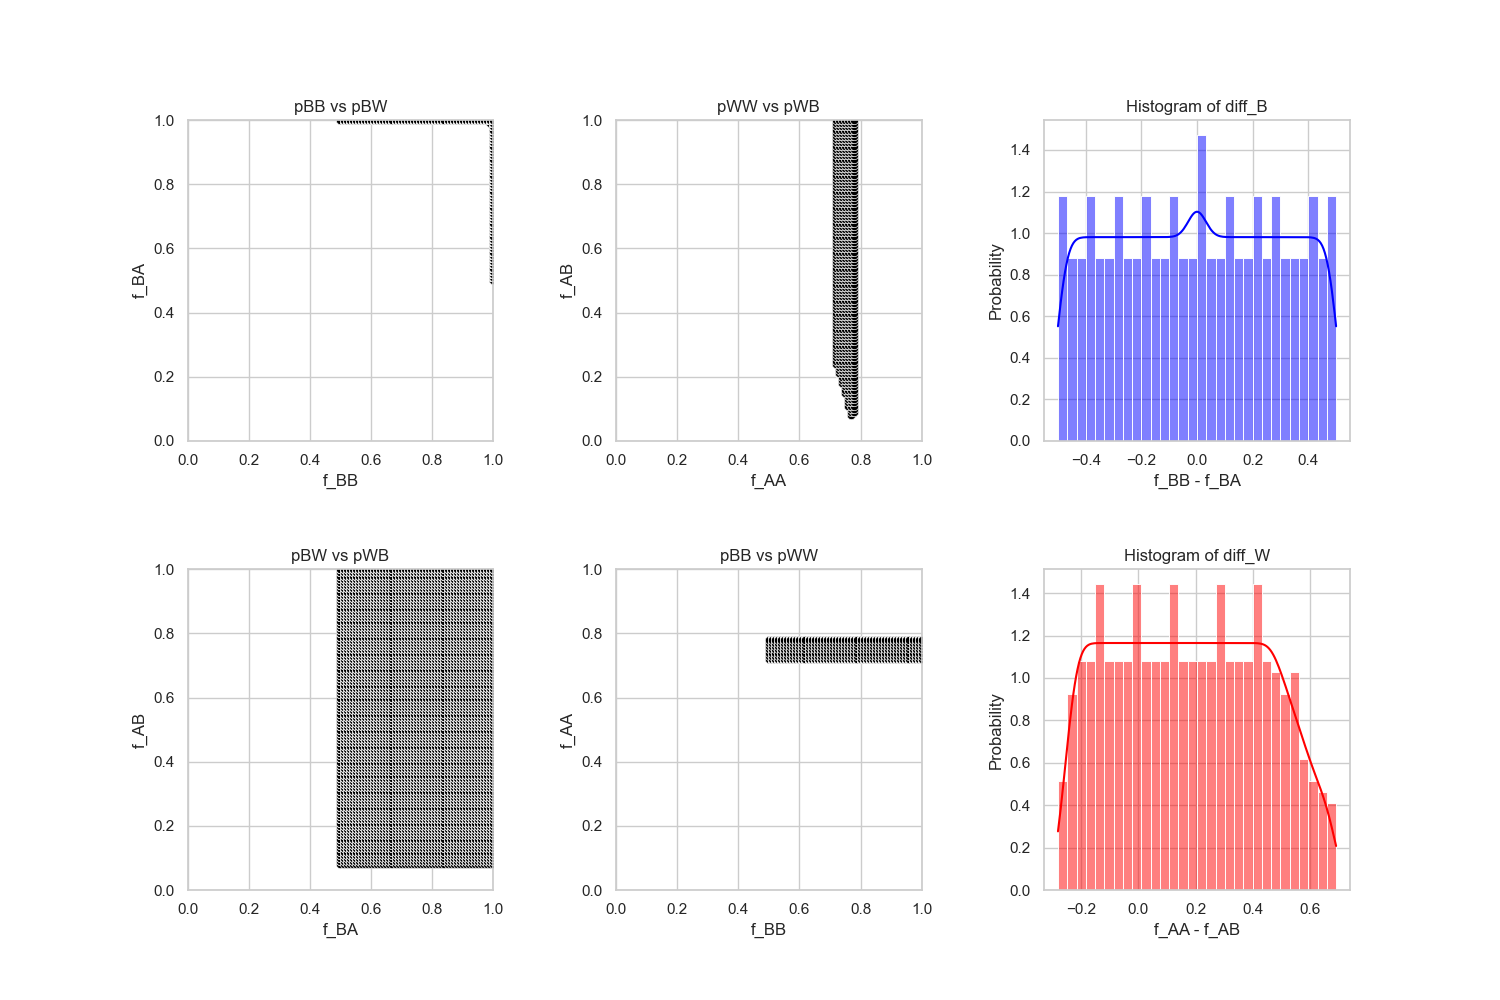 pBB vs pBW
1.0
0.8
0.6
0.4
0.2
0.0
f_BA
0.0 0.2 0.4 0.6 0.8 1.0
f_BB
pWW vs pWB
1.0
0.8
0.6
0.4
0.2
0.0
f_AB
0.0 0.2 0.4 0.6 0.8 1.0
f_AA
Histogram of diff_B
1.4
1.2
1.0
0.8
0.6
0.4
0.2
0.0
Probability
−0.4 −0.2 0.0 0.2 0.4
f_BB - f_BA
pBW vs pWB
1.0
0.8
0.6
0.4
0.2
0.0
f_AB
0.0 0.2 0.4 0.6 0.8 1.0
f_BA
pBB vs pWW
1.0
0.8
0.6
0.4
0.2
0.0
f_AA
0.0 0.2 0.4 0.6 0.8 1.0
f_BB
Histogram of diff_W
1.4
1.2
1.0
0.8
0.6
0.4
0.2
0.0
Probability
−0.2 0.0 0.2 0.4 0.6
f_AA - f_AB